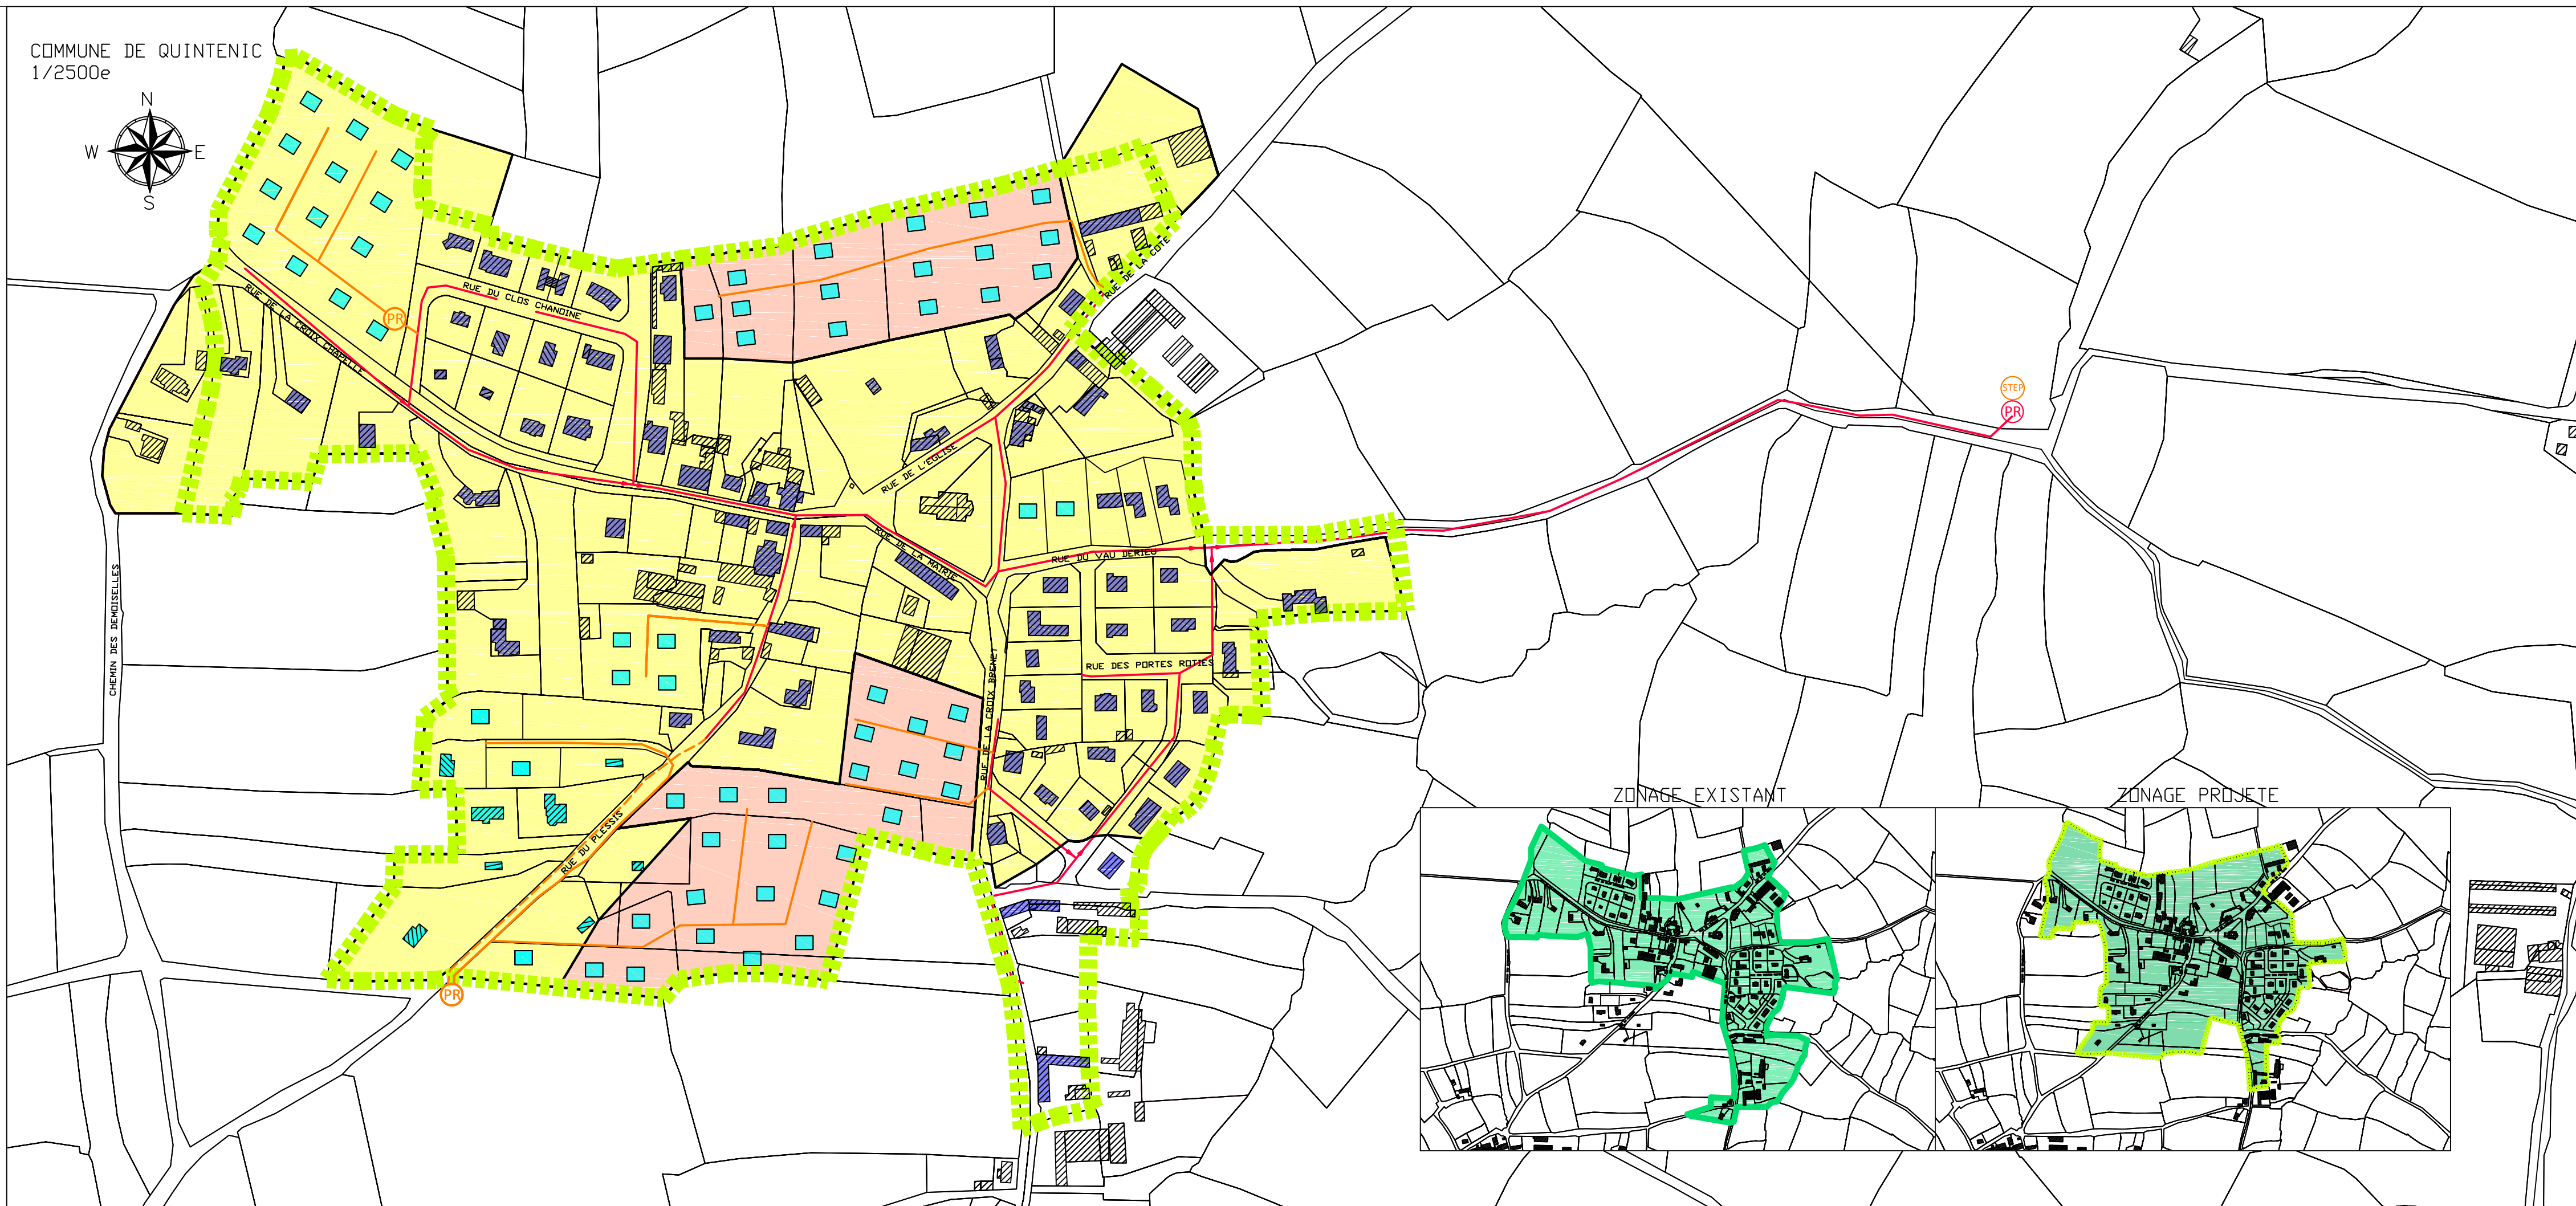 COMMUNE DE QUINTENIC
1/2500e
N
W
E
S
RUE DE LA COTE
RUE DU CLOS CHANOINE
RUE DE LA CROIX CHAPELLE
PR
STEP
PR
RUE DE L'EGLISE
RUE DE LA MAIRIE
RUE DU VAU DERIEU
CHEMIN DES DEMOISELLES
RUE DES PORTES ROTIES
RUE DE LA CROIX BRENET
RUE DU PLESSIS
PR
ZONAGE EXISTANT
ZONAGE PROJETE